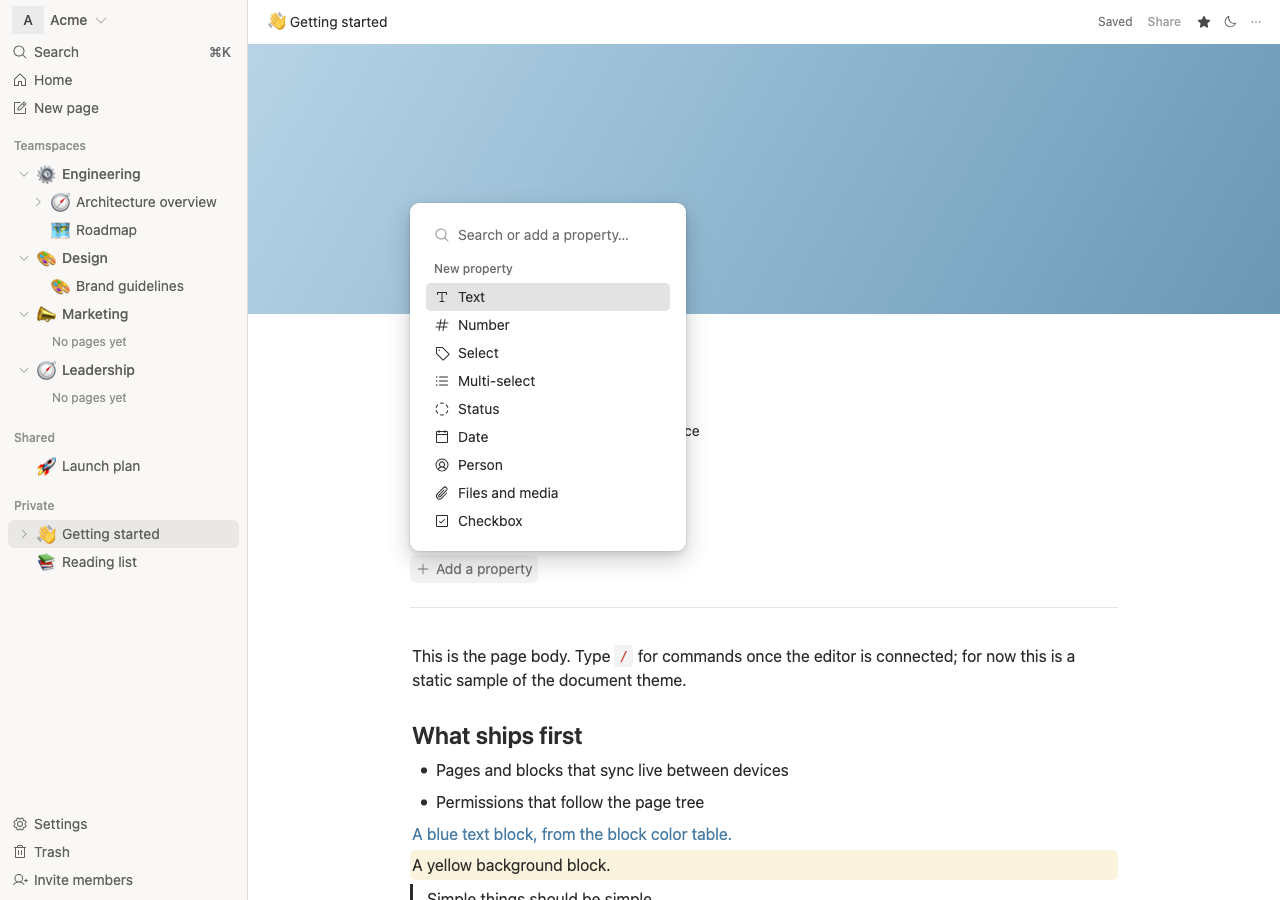 A Acme
Search ⌘K
Home
New page
Teamspaces
Engineering
Architecture overview
Roadmap
Design
Brand guidelines
Marketing
No pages yet
Leadership
No pages yet
Shared
Launch plan
Private
Getting started
Reading list
Settings
Trash
Invite members
Getting started
Saved Share
Search or add a property…
New property
Text
Number
Select
Multi-select
Status
Date
Person
Files and media
Checkbox
Add a property
This is the page body. Type / for commands once the editor is connected; for now this is a
static sample of the document theme.
What ships first
• Pages and blocks that sync live between devices
• Permissions that follow the page tree
A blue text block, from the block color table.
A yellow background block.
Simple things should be simple